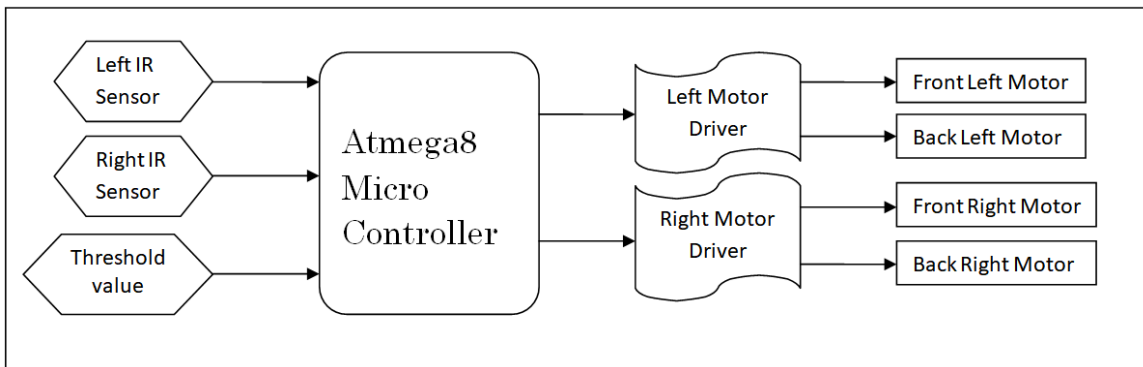 Left IR
Sensor
Right IR
Sensor
Threshold
value
Atmega8
Micro
Controller
Left Motor
Driver
Right Motor
Driver
Front Left Motor
Back Left Motor
Front Right Motor
Back Right Motor